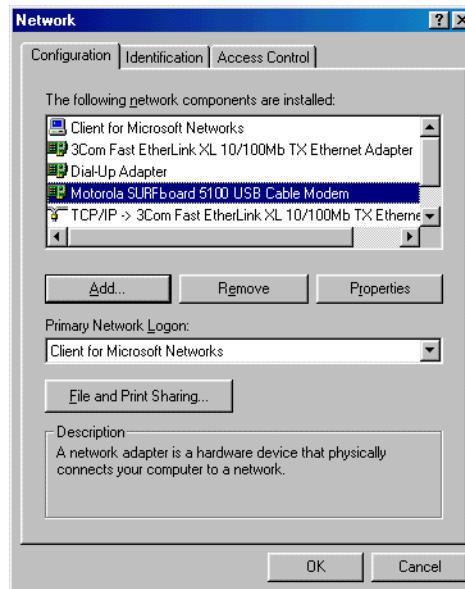 Network
Configuration Identification Access Control
The following network components are installed:
Client for Microsoft Networks
3Com Fast EtherLink XL 10/100Mb TX Ethernet Adapter
Dial-Up Adapter
Motorola SURFboard 5100 USB Cable Modem
TCP/IP -> 3Com Fast EtherLink XL 10/100Mb TX Etherne
Add... Remove Properties
Primary Network Logon:
Client for Microsoft Networks
File and Print Sharing...
Description
A network adapter is a hardware device that physically
connects your computer to a network.
OK Cancel